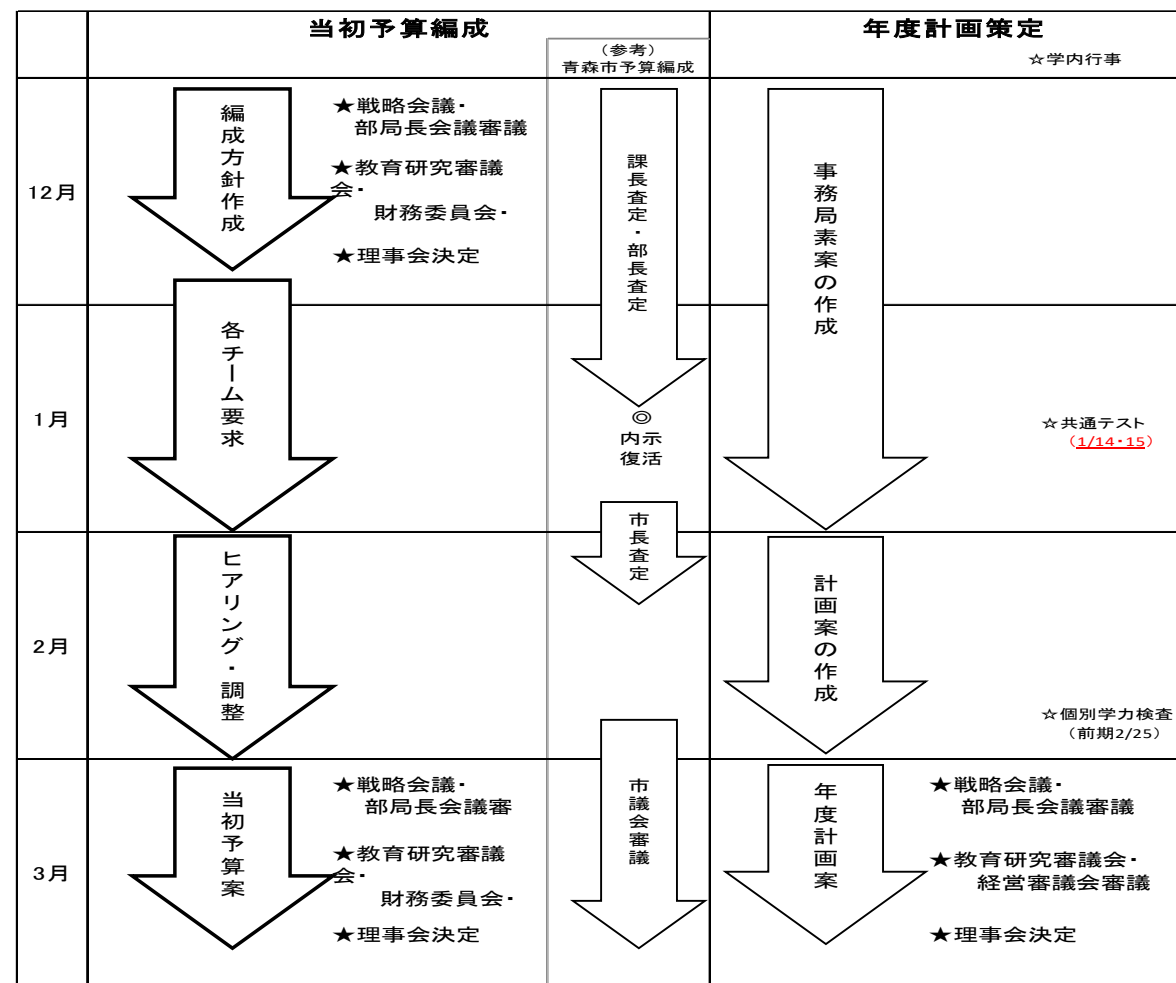 当初予算編成
(参考)
青森市予算編成
年度計画策定
☆学内行事
12月
編成方針作成
★戦略会議・
部局長会議審議
★教育研究審議
会・
財務委員会・
★理事会決定
課長査定・部長査定
事務局素案の作成
1月
各チーム要求
◎
内示
復活
市長査定
☆共通テスト
(1/14・15)
2月
ヒアリング・調整
計画案の作成
☆個別学力検査
(前期2/25)
3月
当初予算案
★戦略会議・
部局長会議審
★教育研究審議
会・
財務委員会・
★理事会決定
市議会審議
年度計画案
★戦略会議・
部局長会議審議
★教育研究審議会・
経営審議会審議
★理事会決定